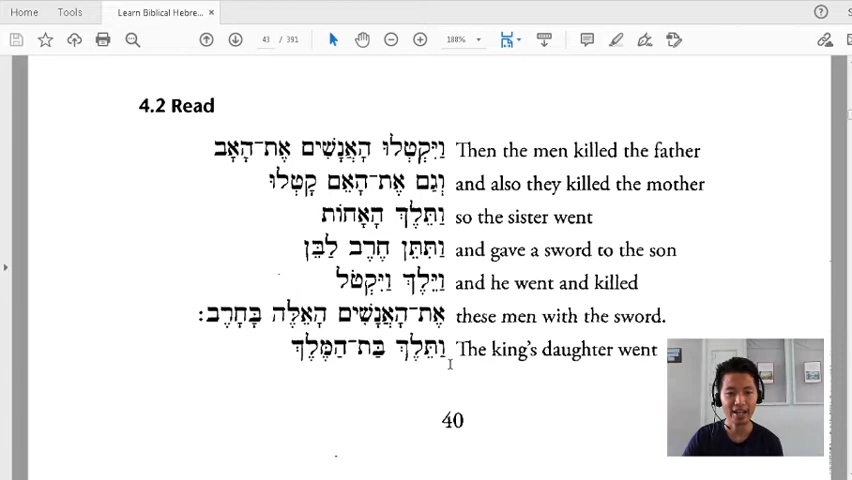 Home Tools Learn Biblical Hebre... ×
43 / 391 188%
4.2 Read
וַיִּקְטְלוּ הָאֲנָשִׁים אֶת־הָאָב Then the men killed the father
וְגַם אֶת־הָאֵם קָטְלוּ and also they killed the mother
וַתֵּלֶךְ הָאָחוֹת so the sister went
וַתִּתֵּן חֶרֶב לַבֵּן and gave a sword to the son
וַיֵּלֶךְ וַיִּקְטֹל and he went and killed
אֶת־הָאֲנָשִׁים הָאֵלֶּה בָּחָרֶב׃ these men with the sword.
וַתֵּלֶךְ בַּת־הַמֶּלֶךְ The king's daughter went
40